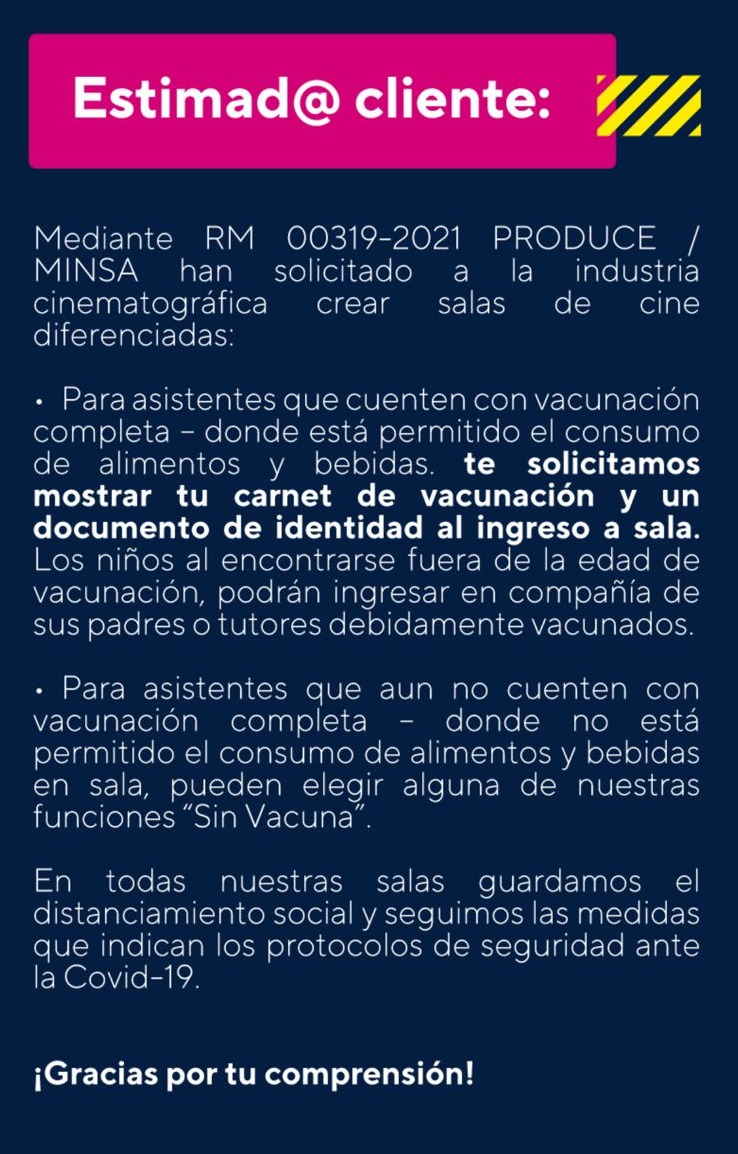 Estimad@ cliente:
Mediante RM 00319-2021 PRODUCE /
MINSA han solicitado a la industria
cinematográfica crear salas de cine
diferenciadas:
• Para asistentes que cuenten con vacunación
completa – donde está permitido el consumo
de alimentos y bebidas. te solicitamos
mostrar tu carnet de vacunación y un
documento de identidad al ingreso a sala.
Los niños al encontrarse fuera de la edad de
vacunación, podrán ingresar en compañía de
sus padres o tutores debidamente vacunados.
• Para asistentes que aun no cuenten con
vacunación completa – donde no está
permitido el consumo de alimentos y bebidas
en sala, pueden elegir alguna de nuestras
funciones “Sin Vacuna”.
En todas nuestras salas guardamos el
distanciamiento social y seguimos las medidas
que indican los protocolos de seguridad ante
la Covid-19.
¡Gracias por tu comprensión!